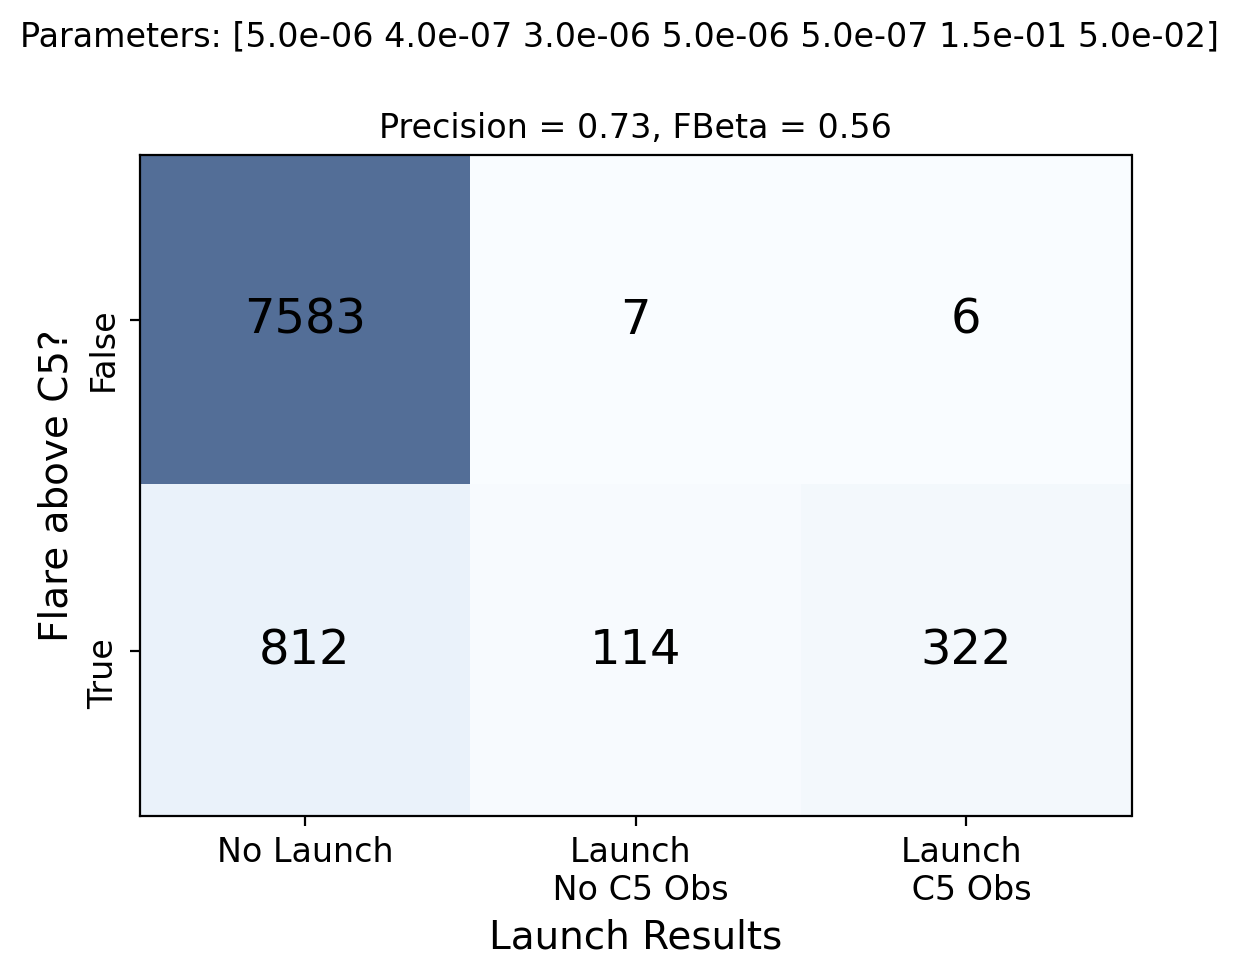 Parameters: [5.0e-06 4.0e-07 3.0e-06 5.0e-06 5.0e-07 1.5e-01 5.0e-02]
Precision = 0.73, FBeta = 0.56
Flare above C5?
False
7583
7
6
True
812
114
322
No Launch
Launch
No C5 Obs
Launch
C5 Obs
Launch Results